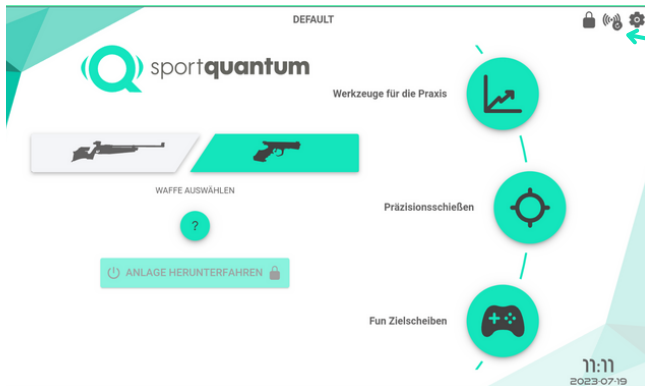 DEFAULT
sportquantum
Werkzeuge für die Praxis
WAFFE AUSWÄHLEN
?
Präzisionsschießen
ANLAGE HERUNTERFAHREN
Fun Zielscheiben
11:11
2023-07-19